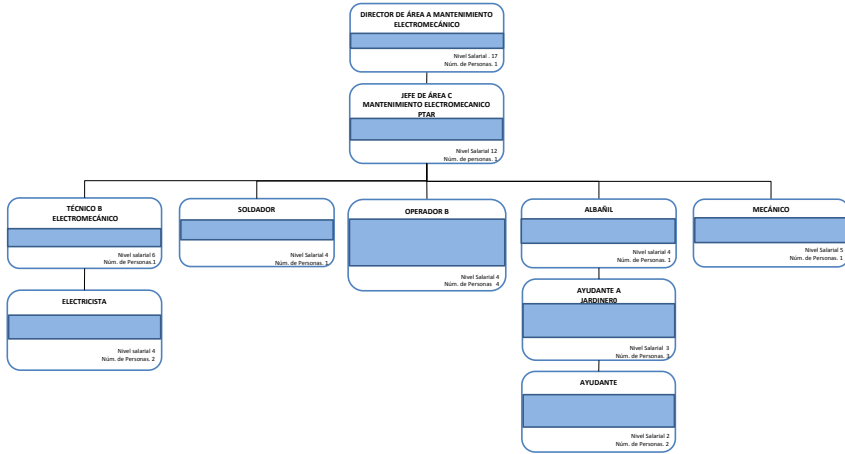 DIRECTOR DE ÁREA A MANTENIMIENTO
ELECTROMECÁNICO
Nivel Salarial . 17
Núm. de Personas. 1
JEFE DE ÁREA C
MANTENIMIENTO ELECTROMECANICO
PTAR
Nivel Salarial 12
Núm. de personas. 1
TÉCNICO B
ELECTROMECÁNICO
Nivel salarial 6
Núm. de Personas.1
SOLDADOR
Nivel Salarial 4
Núm. de Personas. 1
OPERADOR B
Nivel Salarial 4
Núm. de Personas 4
ALBAÑIL
Nivel salarial 4
Núm. de Personas. 1
MECÁNICO
Nivel Salarial 5
Núm. de Personas. 1
ELECTRICISTA
Nivel salarial 4
Núm. de Personas. 2
AYUDANTE A
JARDINER0
Nivel Salarial 3
Núm. de Personas. 3
AYUDANTE
Nivel Salarial 2
Núm. de Personas. 2